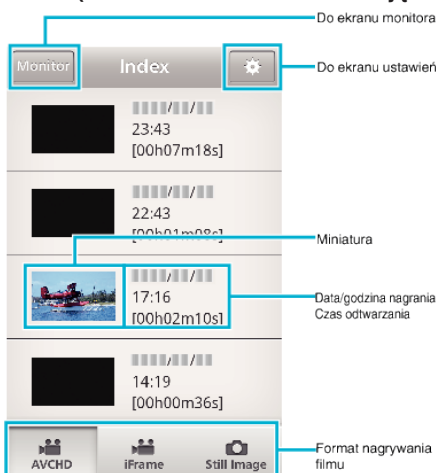 Do ekranu monitora
Monitor
Index
Do ekranu ustawień
23:43
[00h07m18s]
22:43
[00h01m08s]
Miniatura
17:16
[00h02m10s]
Data/godzina nagrania
Czas odtwarzania
14:19
[00h00m36s]
AVCHD
iFrame
Still Image
Format nagrywania
filmu